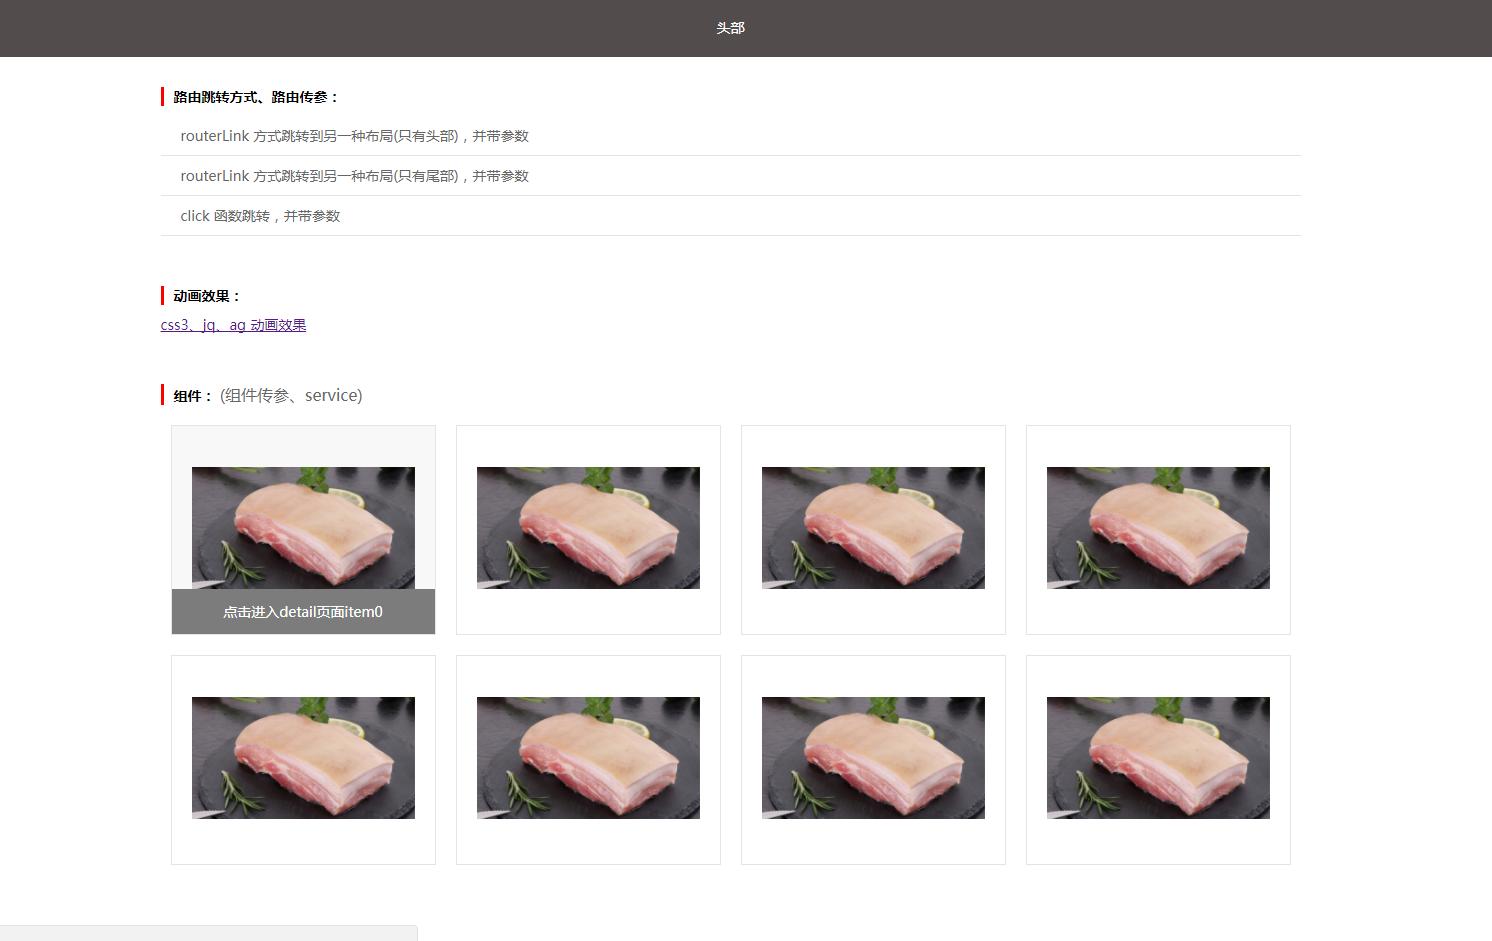 头部
路由跳转方式、路由传参：
routerLink 方式跳转到另一种布局(只有头部)，并带参数
routerLink 方式跳转到另一种布局(只有尾部)，并带参数
click 函数跳转，并带参数
动画效果：
css3、jq、ag 动画效果
组件： (组件传参、service)
点击进入detail页面item0